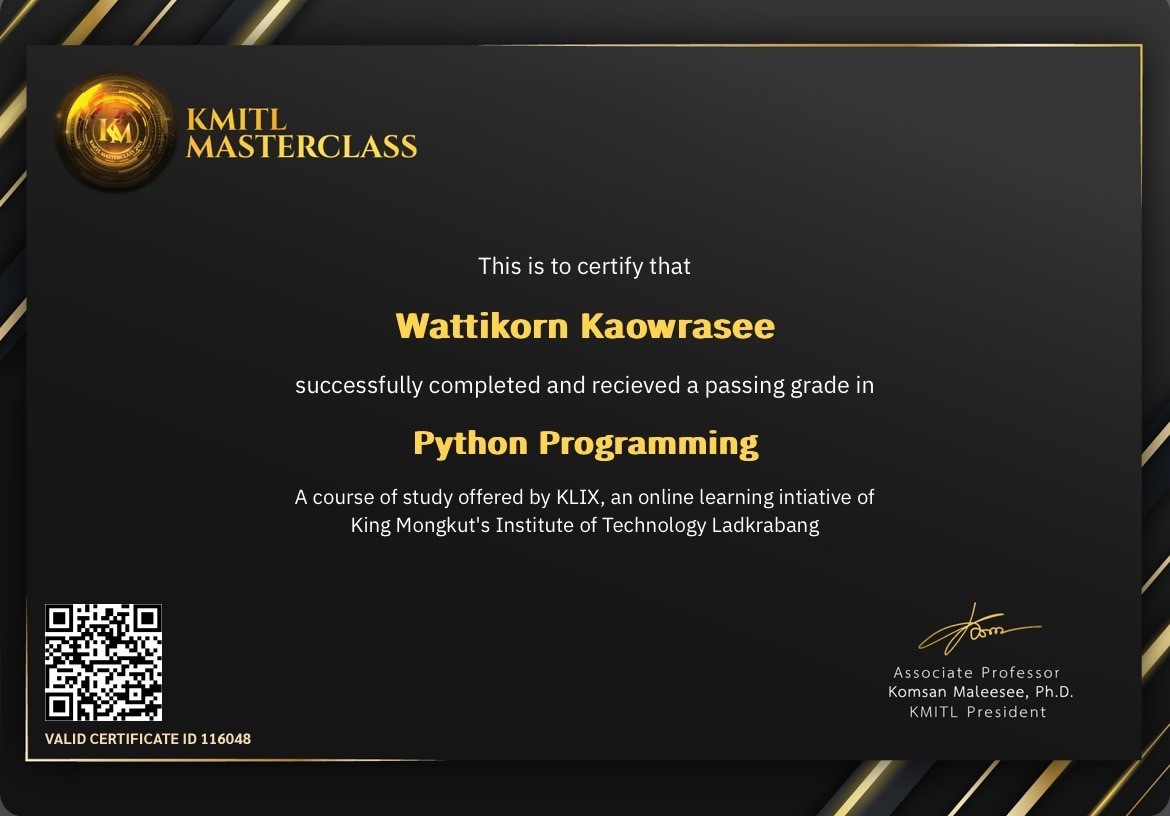 KMITL
MASTERCLASS
KM
This is to certify that
Wattikorn Kaowrasee
successfully completed and recieved a passing grade in
Python Programming
A course of study offered by KLIX, an online learning intiative of
King Mongkut's Institute of Technology Ladkrabang
Associate Professor
Komsan Maleesee, Ph.D.
KMITL President
VALID CERTIFICATE ID 116048